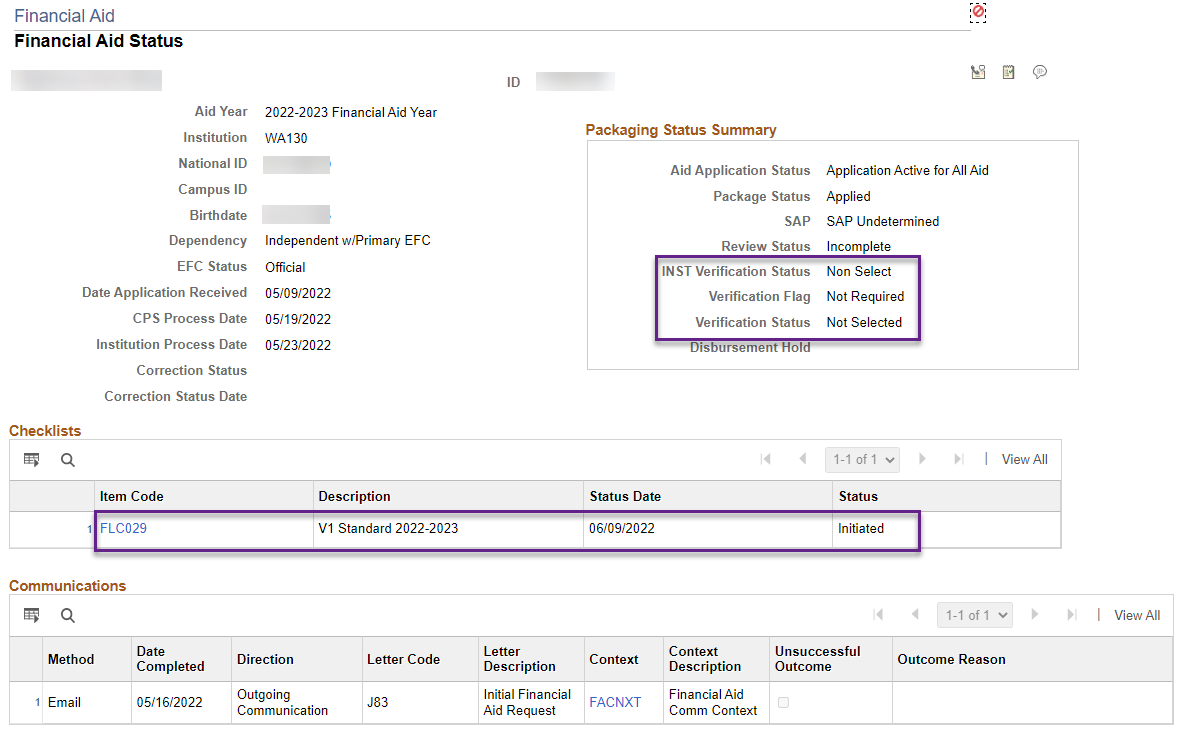 Financial Aid
Financial Aid Status
ID
Aid Year 2022-2023 Financial Aid Year
Institution WA130
National ID
Campus ID
Birthdate
Dependency Independent w/Primary EFC
EFC Status Official
Date Application Received 05/09/2022
CPS Process Date 05/19/2022
Institution Process Date 05/23/2022
Correction Status
Correction Status Date
Packaging Status Summary
Aid Application Status Application Active for All Aid
Package Status Applied
SAP SAP Undetermined
Review Status Incomplete
INST Verification Status Non Select
Verification Flag Not Required
Verification Status Not Selected
Disbursement Hold
Checklists
1-1 of 1 | View All
Item Code Description Status Date Status
1 FLC029 V1 Standard 2022-2023 06/09/2022 Initiated
Communications
1-1 of 1 | View All
Method Date Completed Direction Letter Code Letter Description Context Context Description Unsuccessful Outcome Outcome Reason
1 Email 05/16/2022 Outgoing Communication J83 Initial Financial Aid Request FACNXT Financial Aid Comm Context